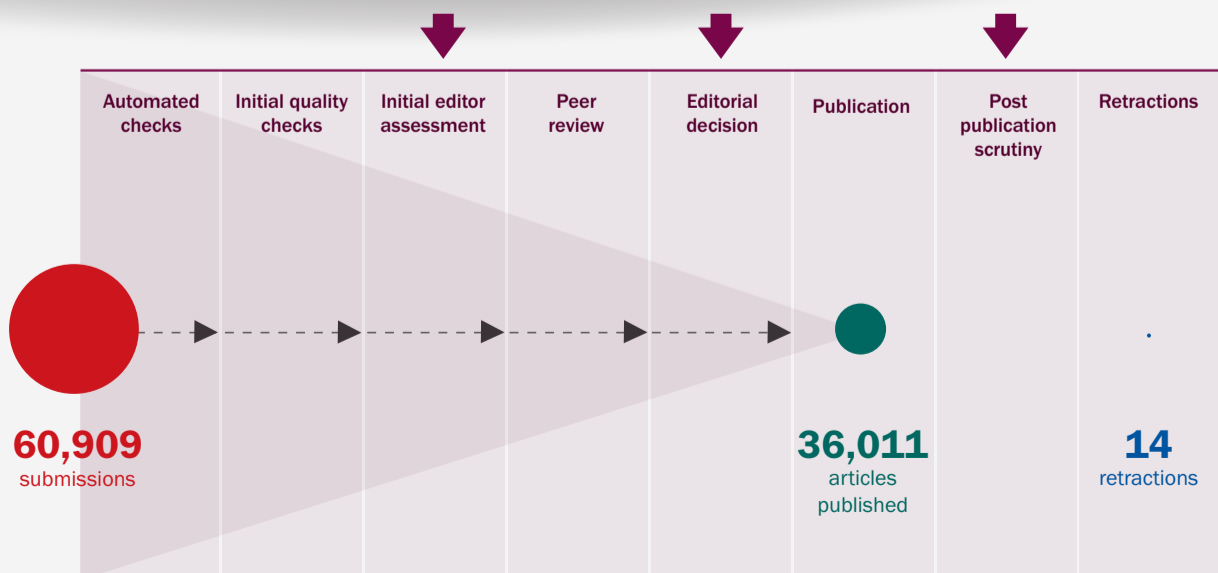 Automated
checks
Initial quality
checks
Initial editor
assessment
Peer
review
Editorial
decision
Publication
Post
publication
scrutiny
Retractions
60,909
submissions
36,011
articles
published
14
retractions